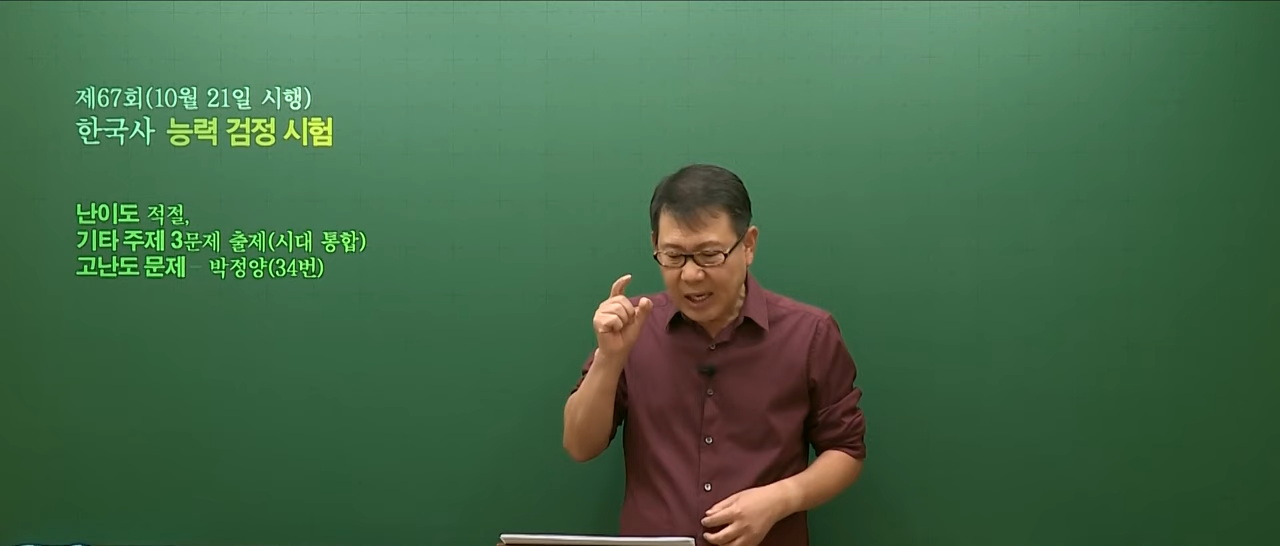 제67회(10월 21일 시행)
한국사 능력 검정 시험
난이도 적절,
기타 주제 3문제 출제(시대 통합)
고난도 문제 - 박정양(34번)